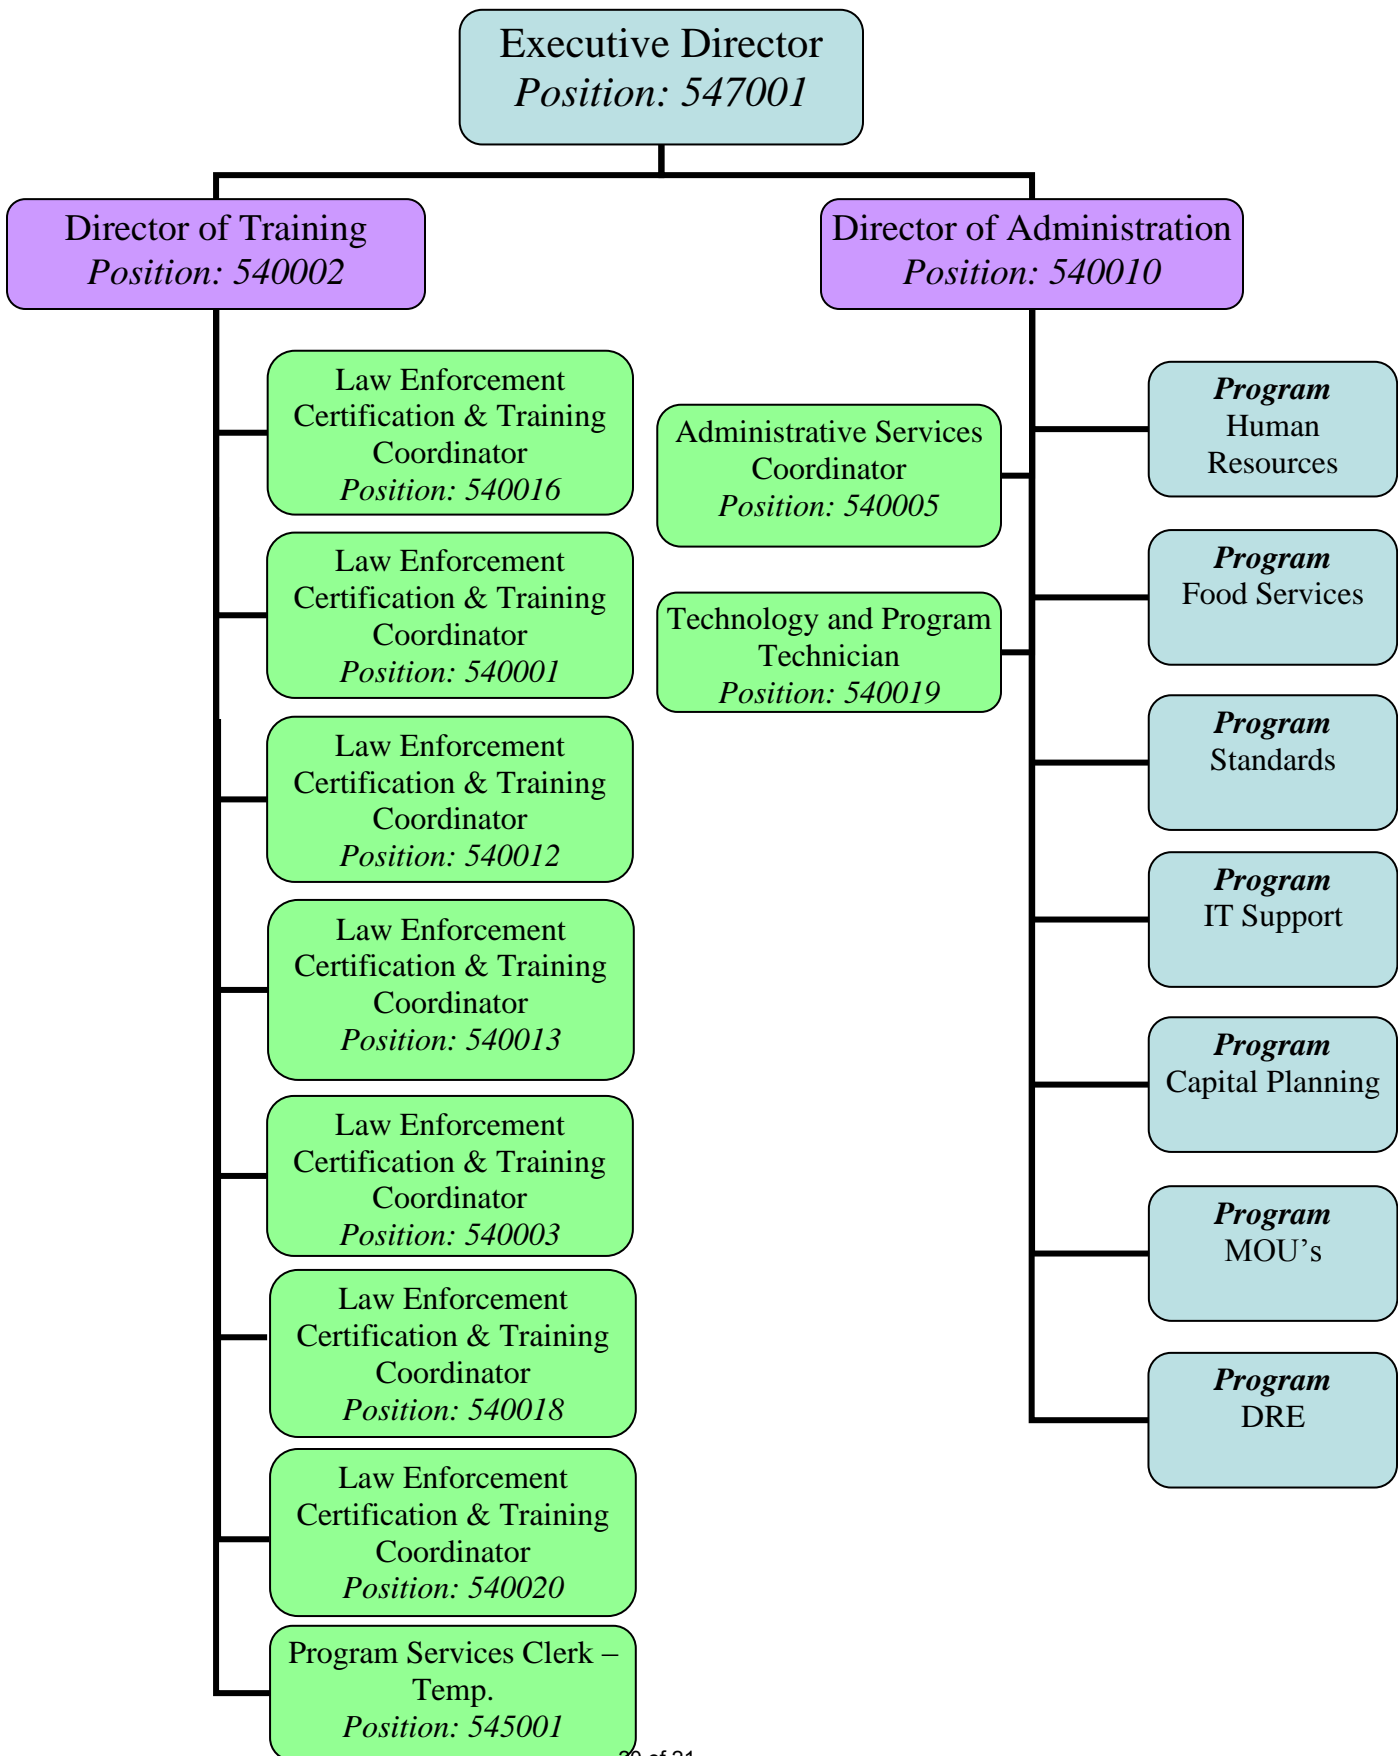 Executive Director
Position: 547001
Director of Training
Position: 540002
Director of Administration
Position: 540010
Law Enforcement
Certification & Training
Coordinator
Position: 540016
Law Enforcement
Certification & Training
Coordinator
Position: 540001
Law Enforcement
Certification & Training
Coordinator
Position: 540012
Law Enforcement
Certification & Training
Coordinator
Position: 540013
Law Enforcement
Certification & Training
Coordinator
Position: 540003
Law Enforcement
Certification & Training
Coordinator
Position: 540018
Law Enforcement
Certification & Training
Coordinator
Position: 540020
Program Services Clerk –
Temp.
Position: 545001
Administrative Services
Coordinator
Position: 540005
Technology and Program
Technician
Position: 540019
Program
Human
Resources
Program
Food Services
Program
Standards
Program
IT Support
Program
Capital Planning
Program
MOU's
Program
DRE
of 21